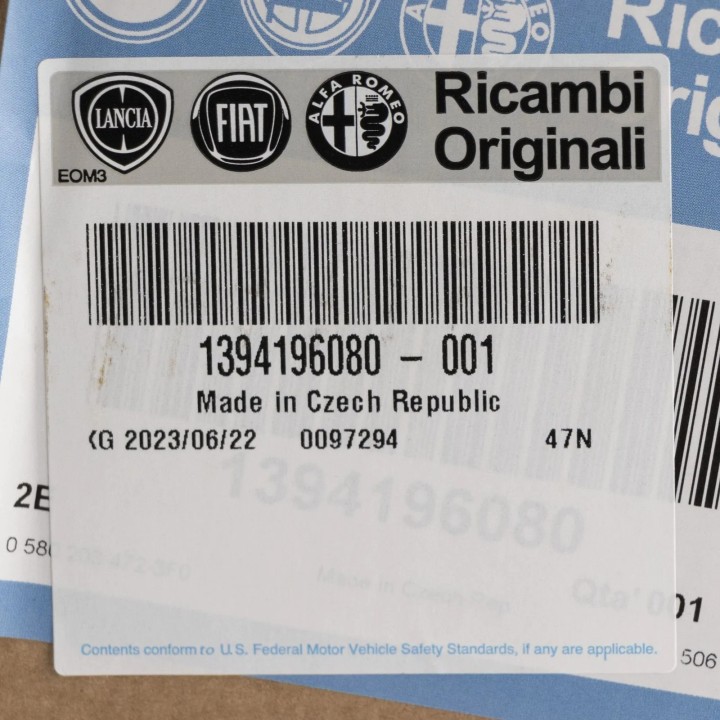 LANCIA
FIAT
ALFA ROMEO
Ricambi
Originali
EOM3
1394196080 - 001
Made in Czech Republic
KG 2023/06/22 0097294 47N
1394196080
Made in Czech Rep
Qta' 001
2E
506
Contents conform to U.S. Federal Motor Vehicle Safety Standards, if any are applicable.